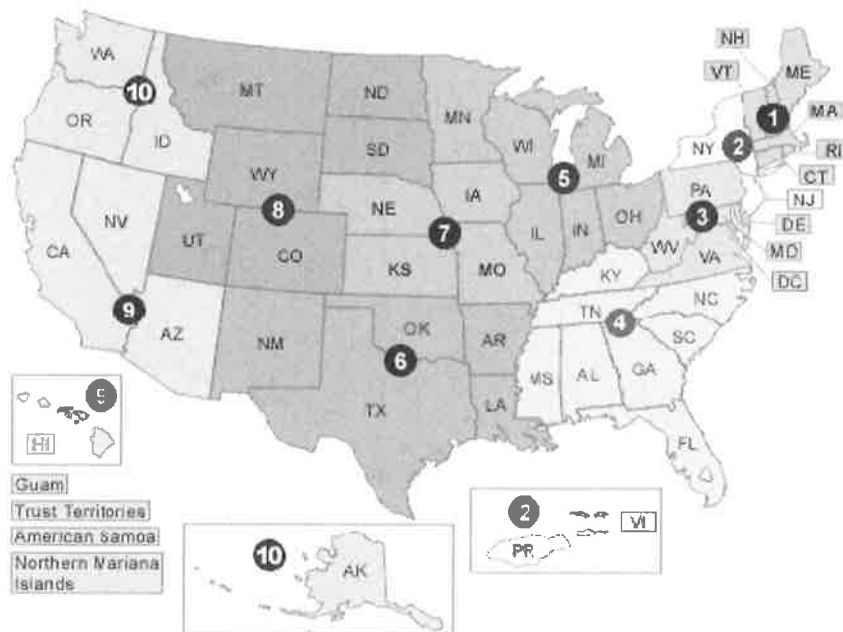 WA
MT
ND
MN
NH
VT
ME
10
1
MA
OR
ID
SD
WI
MI
NY
2
RI
WY
5
CT
8
NE
IA
PA
NJ
3
DE
NV
UT
CO
7
IL
IN
OH
WV
VA
MD
CA
KS
MO
KY
DC
9
AZ
NM
OK
AR
TN
4
NC
SC
6
MS
AL
GA
TX
LA
FL
HI
Guam
Trust Territories
American Samoa
Northern Mariana
Islands
10
AK
2
PR
VI